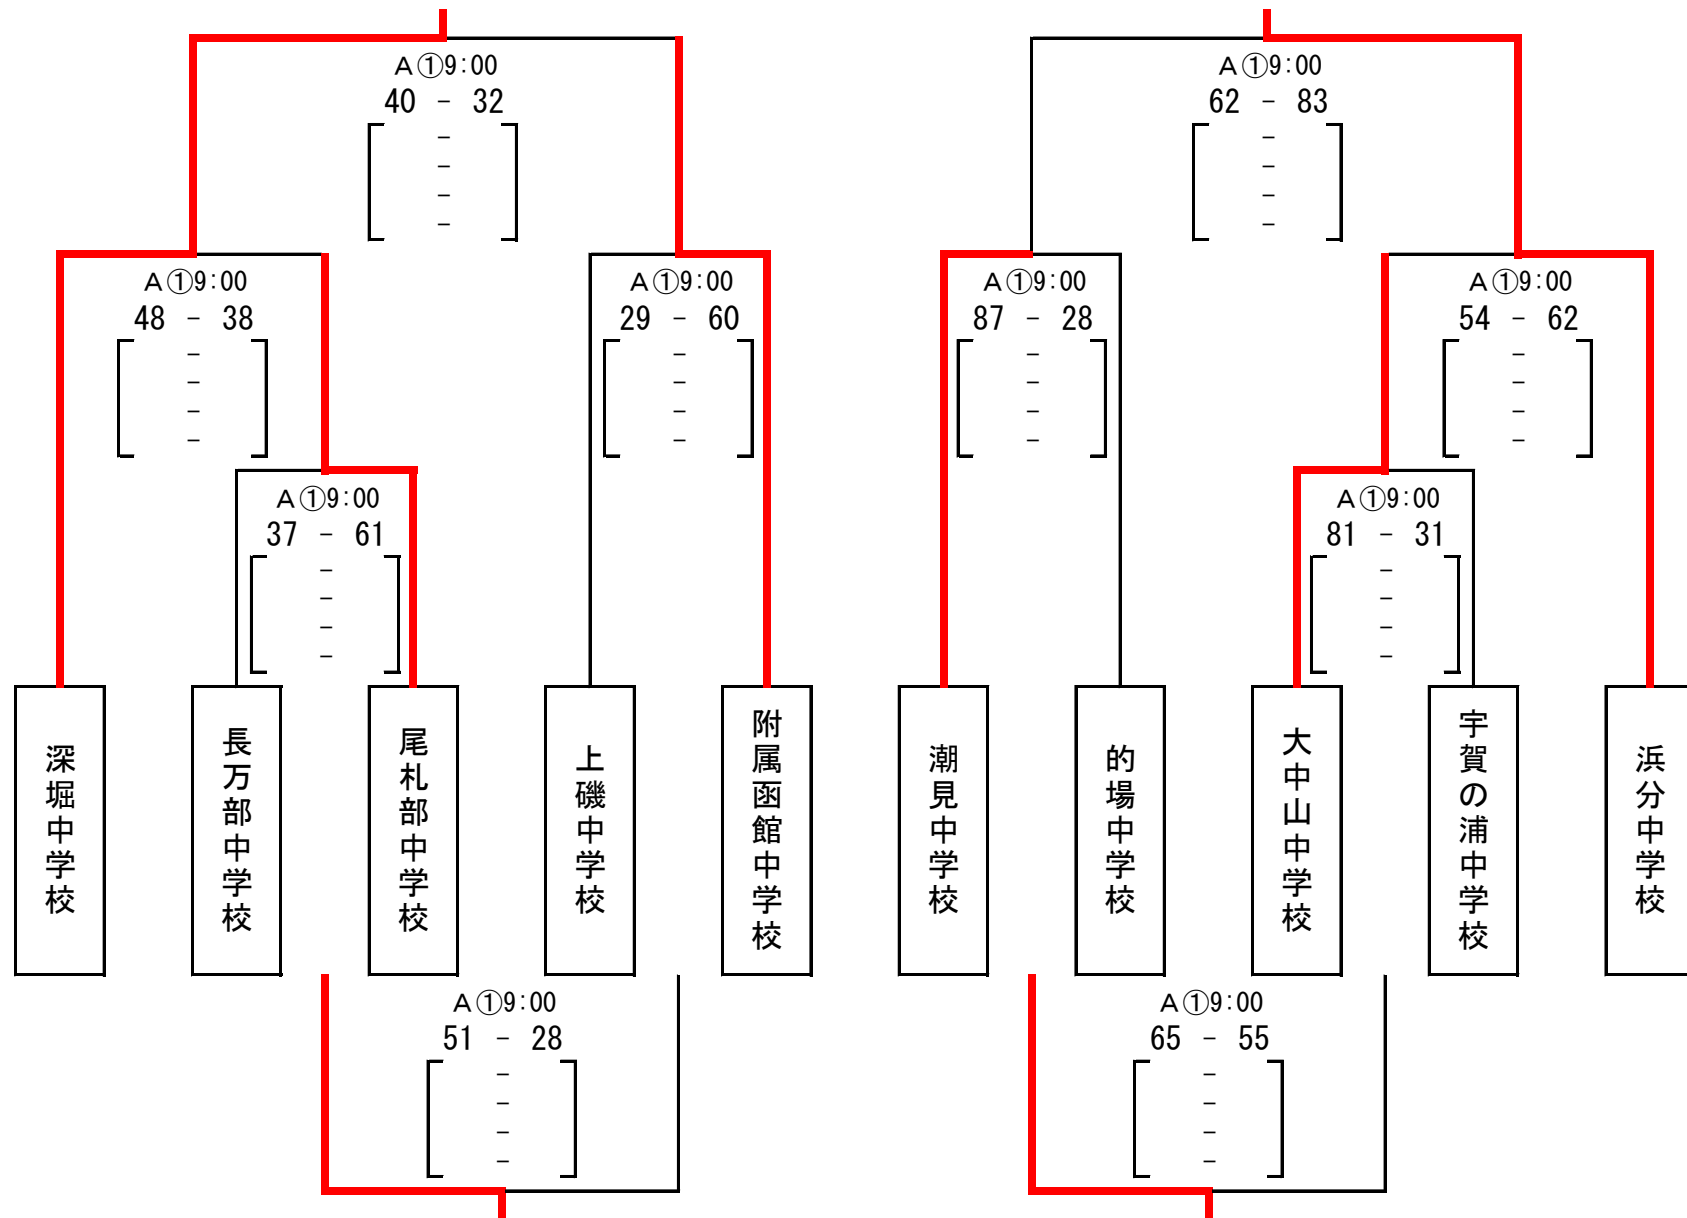 A①9:00
40 - 32
-
-
-
-
A①9:00
62 - 83
-
-
-
-
A①9:00
48 - 38
-
-
-
-
A①9:00
29 - 60
-
-
-
-
A①9:00
87 - 28
-
-
-
-
A①9:00
54 - 62
-
-
-
-
A①9:00
37 - 61
-
-
-
-
A①9:00
81 - 31
-
-
-
-
深堀中学校
長万部中学校
尾札部中学校
上磯中学校
附属函館中学校
潮見中学校
的場中学校
大中山中学校
宇賀の浦中学校
浜分中学校
A①9:00
51 - 28
-
-
-
-
A①9:00
65 - 55
-
-
-
-